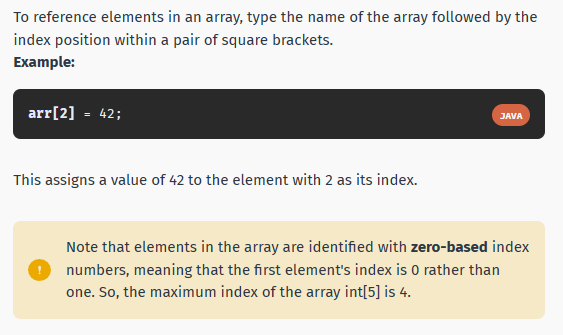 To reference elements in an array, type the name of the array followed by the
index position within a pair of square brackets.
Example:
arr[2] = 42;
JAVA
This assigns a value of 42 to the element with 2 as its index.
!
Note that elements in the array are identified with zero-based index
numbers, meaning that the first element's index is 0 rather than
one. So, the maximum index of the array int[5] is 4.